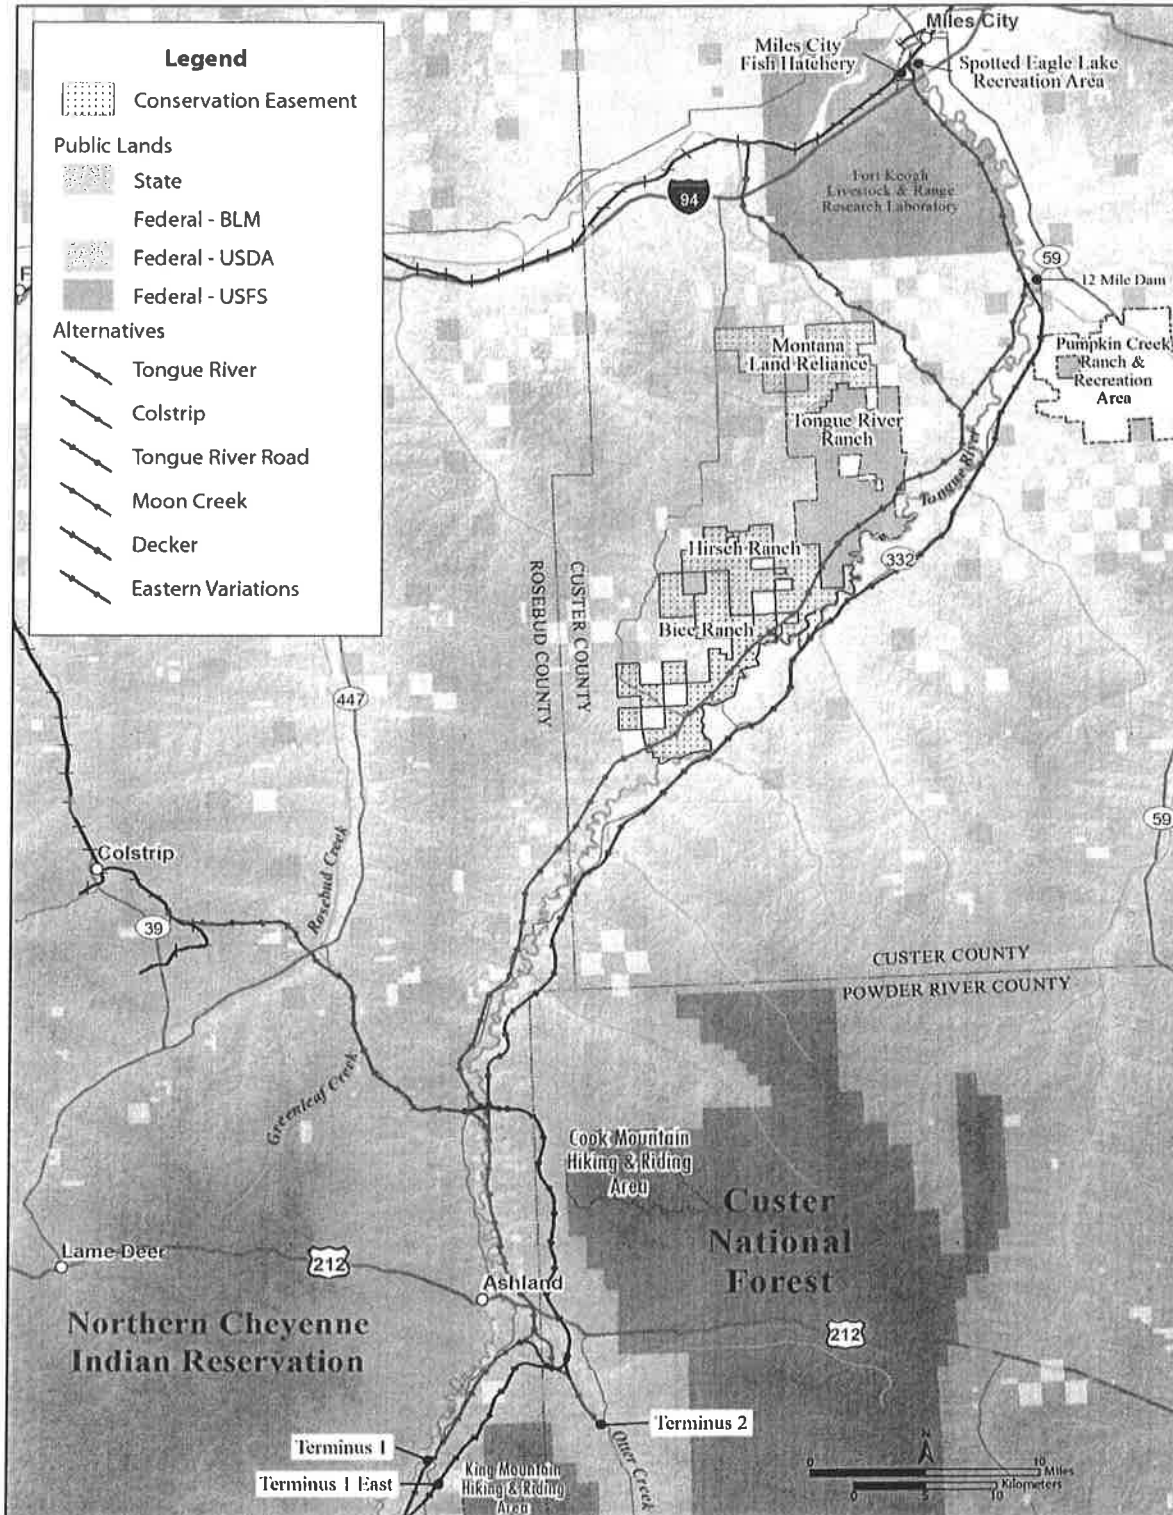 Legend
Conservation Easement
Public Lands
State
Federal - BLM
Federal - USDA
Federal - USFS
Alternatives
Tongue River
Colstrip
Tongue River Road
Moon Creek
Decker
Eastern Variations
Miles City
Miles City
Fish Hatchery
Spotted Eagle Lake
Recreation Area
Fort Keogh
Livestock & Range
Research Laboratory
94
F
59
12 Mile Dam
Montana
Land Reliance
Pumpkin Creek
Ranch &
Recreation
Area
Tongue River
Ranch
Tongue River
Hirsch Ranch
332
ROSEBUD COUNTY
CUSTER COUNTY
Bice Ranch
447
59
Colstrip
Rosebud Creek
39
CUSTER COUNTY
POWDER RIVER COUNTY
Greenleaf Creek
Cook Mountain
Hiking & Riding
Area
Custer
National
Forest
Lame Deer
212
Ashland
Northern Cheyenne
Indian Reservation
212
Terminus 2
Terminus 1
Terminus 1 East
King Mountain
Hiking & Riding
Area
Otter Creek
N
0 10
Miles
Kilometers
0 5 10